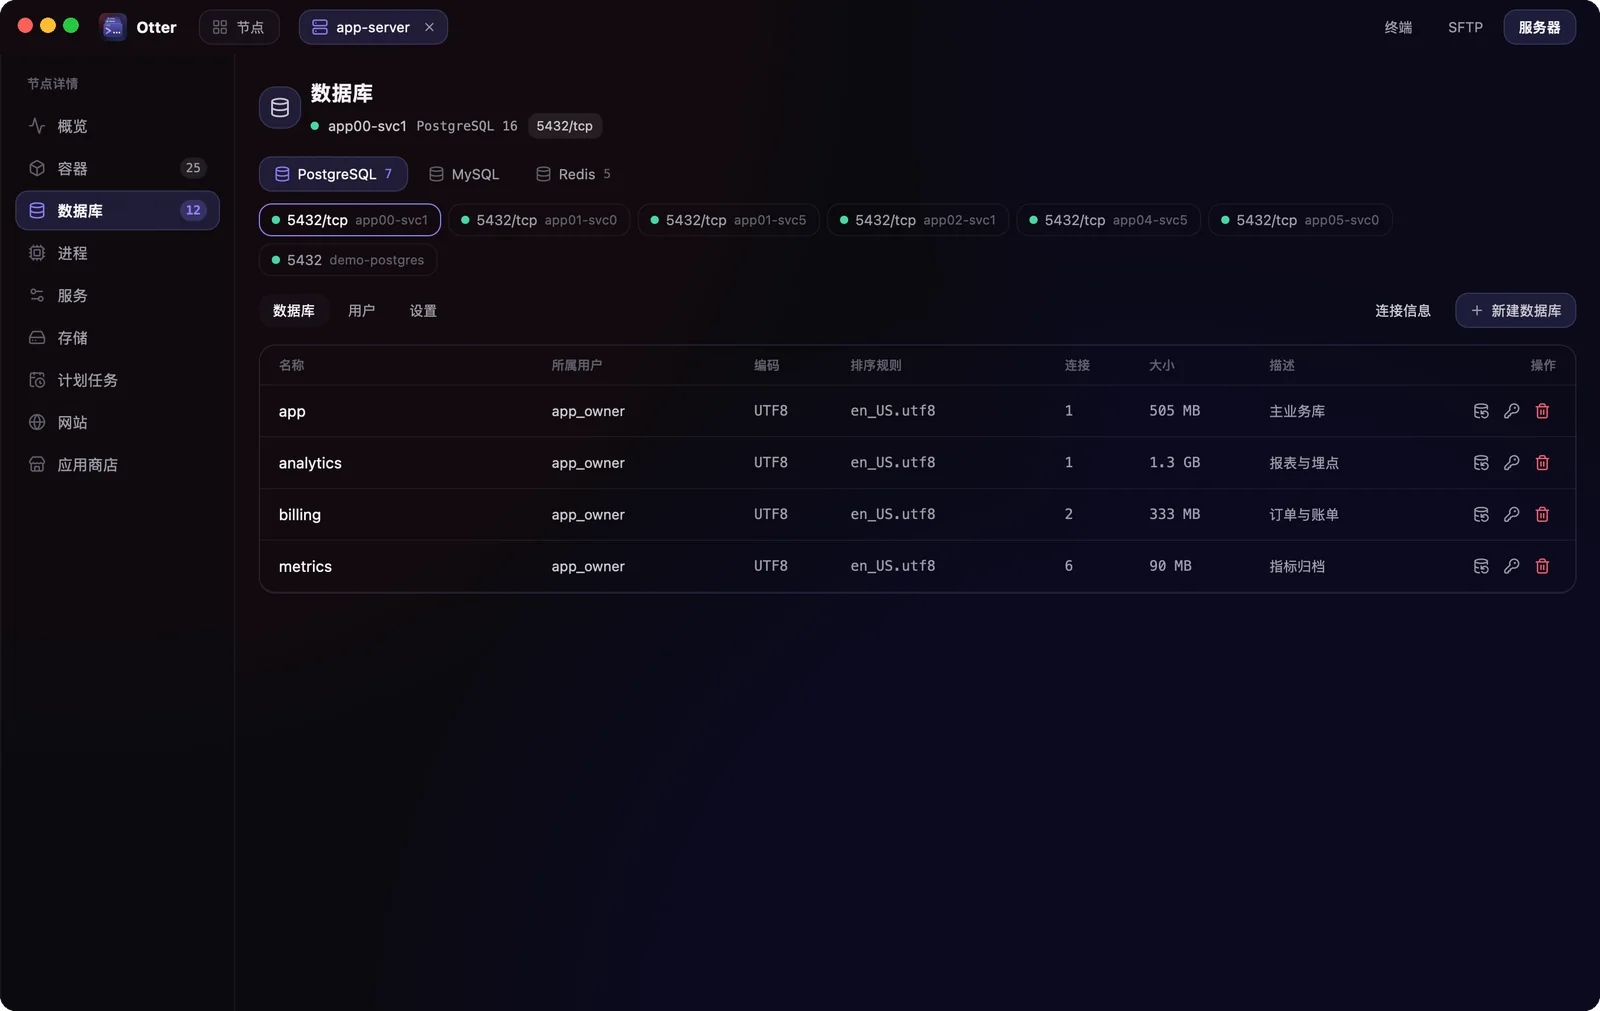 Otter 节点 app-server 终端 SFTP 服务器
节点详情
概览
容器 25
数据库 12
进程
服务
存储
计划任务
网站
应用商店
数据库
app00-svc1 PostgreSQL 16 5432/tcp
PostgreSQL 7 MySQL Redis 5
5432/tcp app00-svc1 5432/tcp app01-svc0 5432/tcp app01-svc5 5432/tcp app02-svc1 5432/tcp app04-svc5 5432/tcp app05-svc0
5432 demo-postgres
数据库 用户 设置 连接信息 + 新建数据库
名称 所属用户 编码 排序规则 连接 大小 描述 操作
app app_owner UTF8 en_US.utf8 1 505 MB 主业务库
analytics app_owner UTF8 en_US.utf8 1 1.3 GB 报表与埋点
billing app_owner UTF8 en_US.utf8 2 333 MB 订单与账单
metrics app_owner UTF8 en_US.utf8 6 90 MB 指标归档